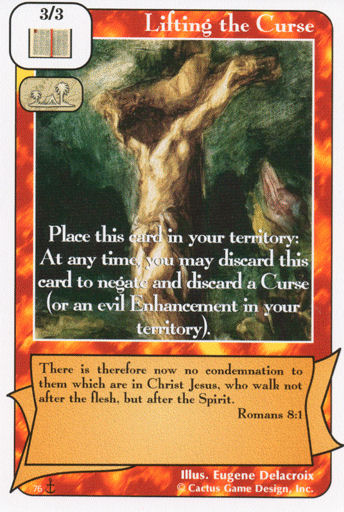 3/3
Lifting the Curse
Place this card in your territory:
At any time, you may discard this
card to negate and discard a Curse
(or an evil Enhancement in your
territory).
There is therefore now no condemnation to
them which are in Christ Jesus, who walk not
after the flesh, but after the Spirit.
Romans 8:1
Illus. Eugene Delacroix
76 © Cactus Game Design, Inc.